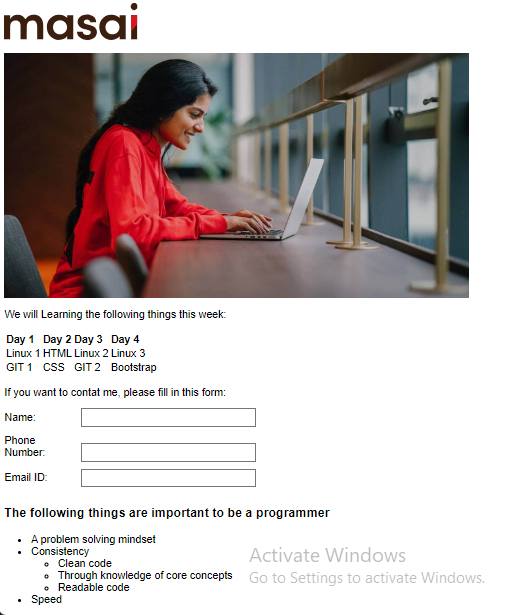 masai
We will Learning the following things this week:
Day 1 Day 2 Day 3 Day 4
Linux 1 HTML Linux 2 Linux 3
GIT 1 CSS GIT 2 Bootstrap
If you want to contat me, please fill in this form:
Name:
Phone
Number:
Email ID:
The following things are important to be a programmer
A problem solving mindset
Consistency
Clean code
Through knowledge of core concepts
Readable code
Speed
Activate Windows
Go to Settings to activate Windows.